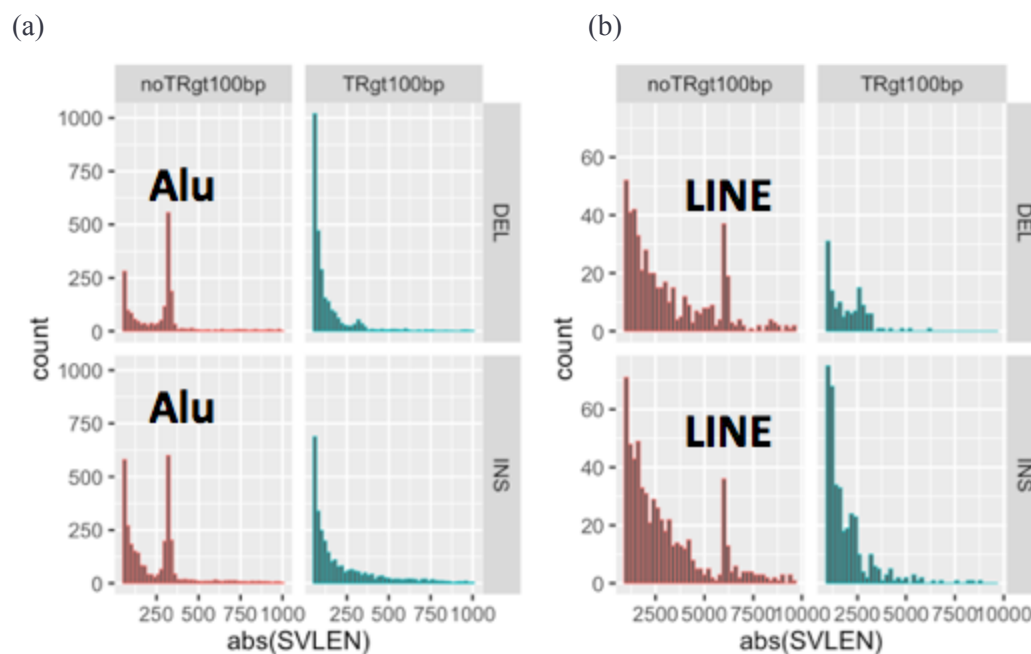 (a)
(b)
noTRgt100bp TRgt100bp
1000
750
500
250
0
Alu
DEL
1000
750
500
250
0
Alu
INS
count
250 500 750 1000 250 500 750 1000
abs(SVLEN)
noTRgt100bp TRgt100bp
60
40
20
0
LINE
DEL
60
40
20
0
LINE
INS
count
2500 5000 7500 10000 2500 5000 7500 10000
abs(SVLEN)